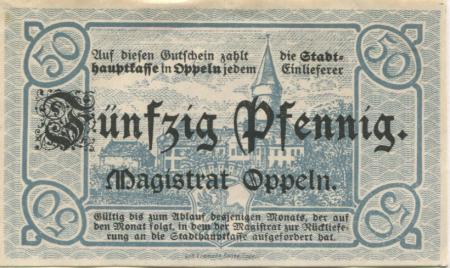 50
50
Auf diesen Gutschein zahlt die Stadt-
hauptkasse in Oppeln jedem Einlieferer
Fünfzig Pfennig.
Magistrat Oppeln.
Gültig bis zum Ablauf desjenigen Monats, der auf
den Monat folgt, in dem der Magistrat zur Rückliefe-
rung an die Stadthauptkasse aufgefordert hat.
50
50